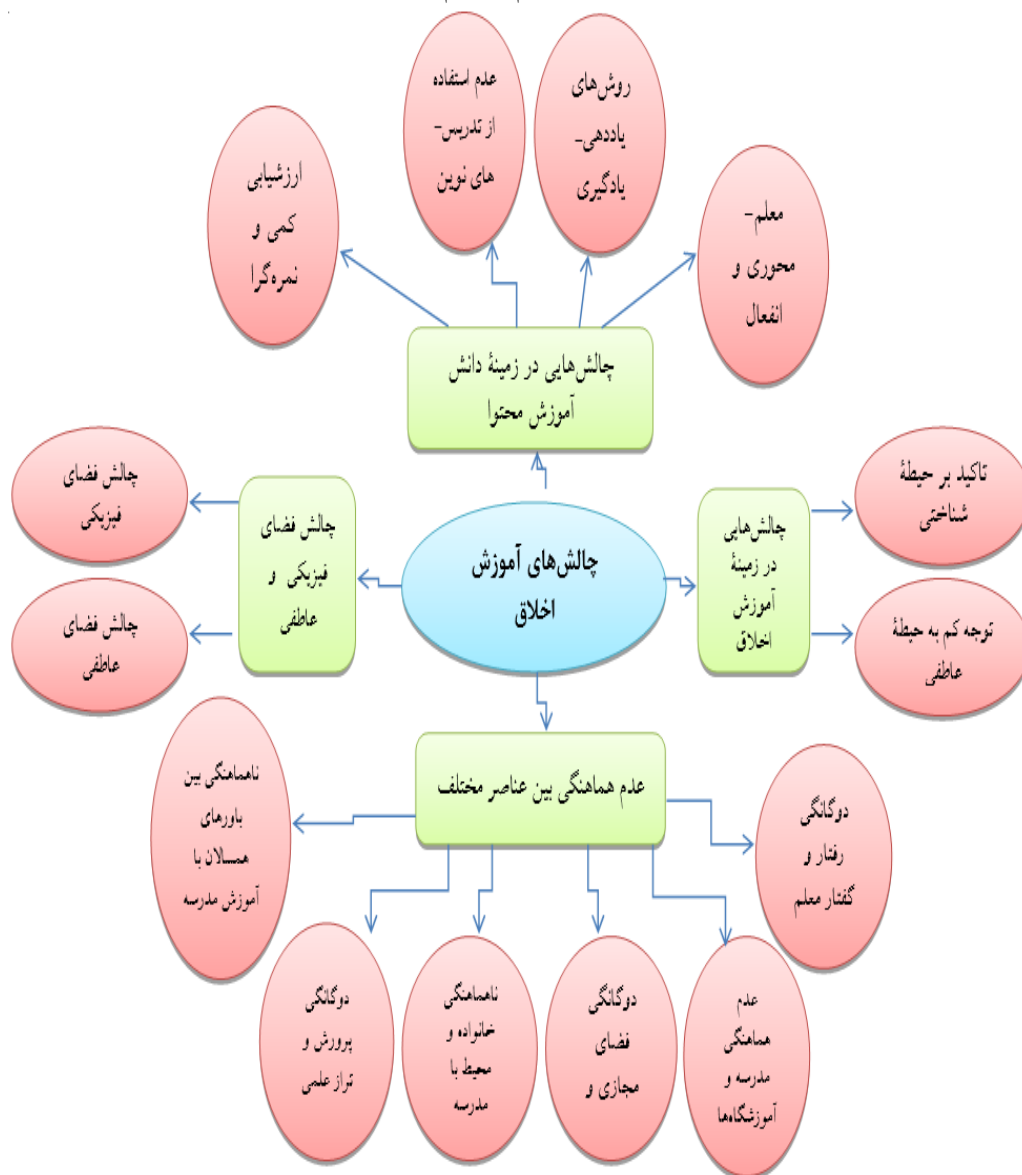 روش‌های
یاددهی-
یادگیری
عدم استفاده
از تدریس-
های نوین
معلم-
محوری و
انفعال
ارزشیابی
کمی و
نمره‌گرا
چالش‌هایی در زمینهٔ دانش
آموزش محتوا
تاکید بر حیطهٔ
شناختی
توجه کم به حیطهٔ
عاطفی
چالش‌هایی
در زمینهٔ
آموزش
اخلاق
چالش‌های آموزش
اخلاق
چالش فضای
فیزیکی و
عاطفی
چالش فضای
فیزیکی
چالش فضای
عاطفی
عدم هماهنگی بین عناصر مختلف
دوگانگی
رفتار و
گفتار معلم
ناهماهنگی بین
باورهای
همسالان با
آموزش مدرسه
عدم
هماهنگی
مدرسه و
آموزشگاه‌ها
دوگانگی
فضای
مجازی و
ناهماهنگی
خانواده و
محیط با
مدرسه
دوگانگی
پرورش و
تراز علمی